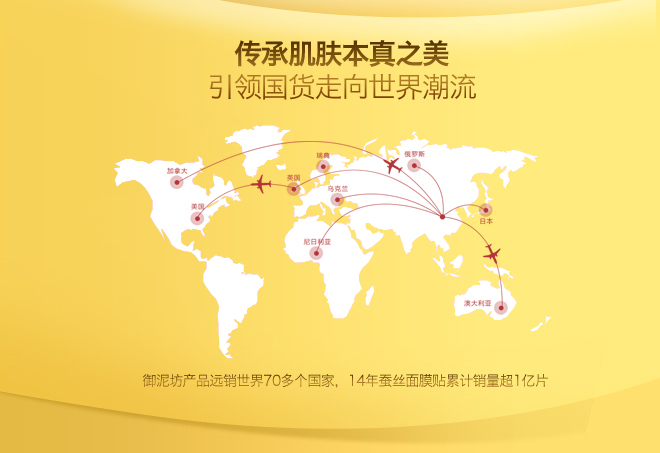 传承肌肤本真之美
引领国货走向世界潮流
瑞典
俄罗斯
加拿大
英国
乌克兰
美国
日本
尼日利亚
澳大利亚
御泥坊产品远销世界70多个国家，14年蚕丝面膜贴累计销量超1亿片